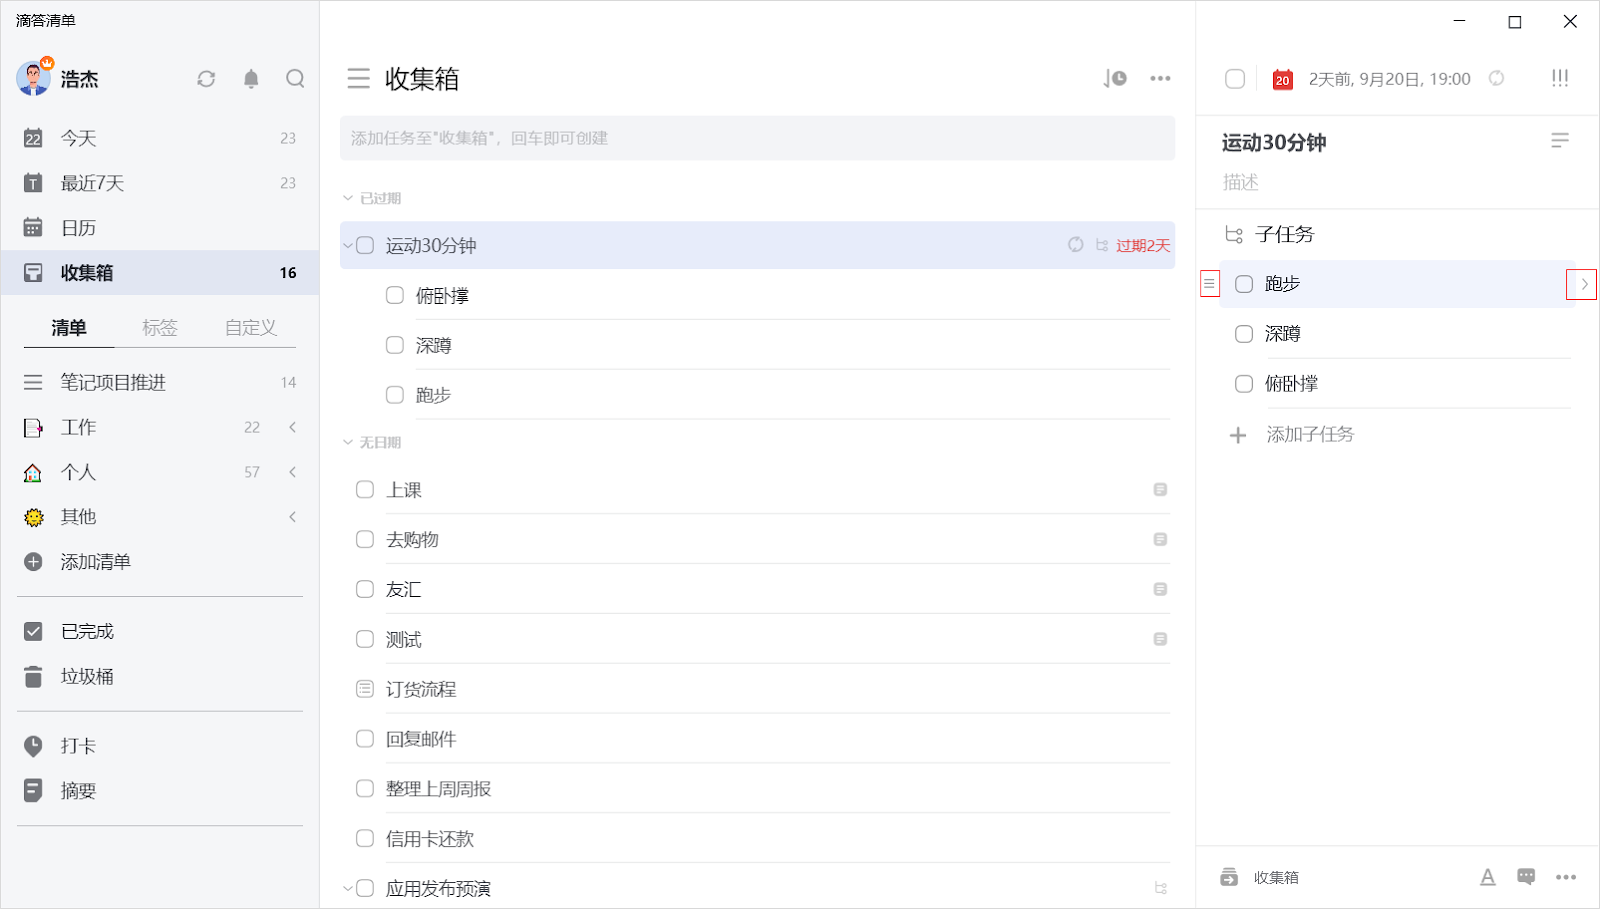 滴答清单
浩杰
22 今天 23
T 最近7天 23
日历
收集箱 16
清单 标签 自定义
笔记项目推进 14
工作 22
个人 57
其他
添加清单
已完成
垃圾桶
打卡
摘要
收集箱
添加任务至"收集箱"，回车即可创建
已过期
运动30分钟 过期2天
俯卧撑
深蹲
跑步
无日期
上课
去购物
友汇
测试
订货流程
回复邮件
整理上周周报
信用卡还款
应用发布预演
20 2天前, 9月20日, 19:00 !!!
运动30分钟
描述
子任务
跑步
深蹲
俯卧撑
添加子任务
收集箱 A